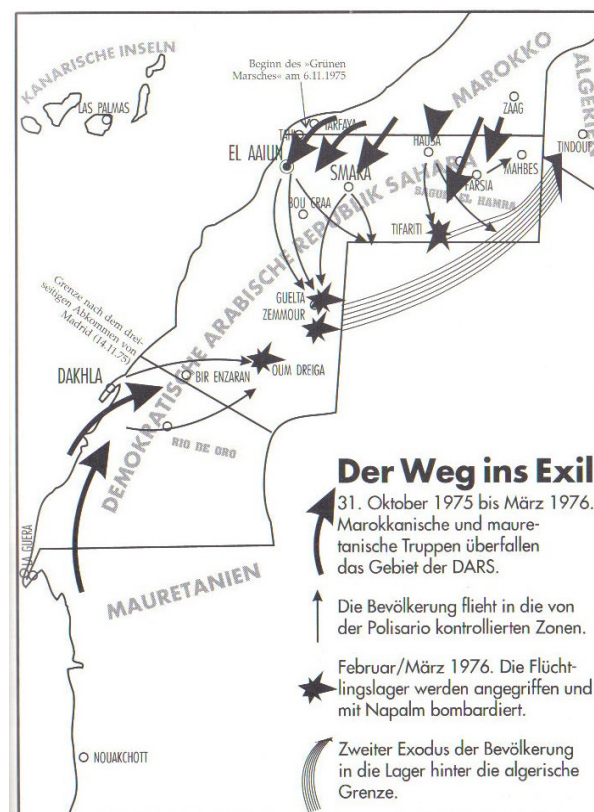 KANARISCHE INSELN
LAS PALMAS
Beginn des »Grünen
Marsches« am 6.11.1975
MAROKKO
ALGERIEN
ZAAG
TARFAYA
TAH
HAUSA
TINDOUF
EL AAIUN
SMARA
FARSIA
MAHBES
BOU CRAA
SAGUIA EL HAMRA
TIFARITI
DEMOKRATISCHE ARABISCHE REPUBLIK SAHARA
GUELTA
ZEMMOUR
Grenze nach dem drei-
seitigen Abkommen von
Madrid (14.11.75)
DAKHLA
BIR ENZARAN
OUM DREIGA
RIO DE ORO
LA GUERA
MAURETANIEN
NOUAKCHOTT
Der Weg ins Exil
31. Oktober 1975 bis März 1976.
Marokkanische und maure-
tanische Truppen überfallen
das Gebiet der DARS.
Die Bevölkerung flieht in die von
der Polisario kontrollierten Zonen.
Februar/März 1976. Die Flücht-
lingslager werden angegriffen und
mit Napalm bombardiert.
Zweiter Exodus der Bevölkerung
in die Lager hinter die algerische
Grenze.